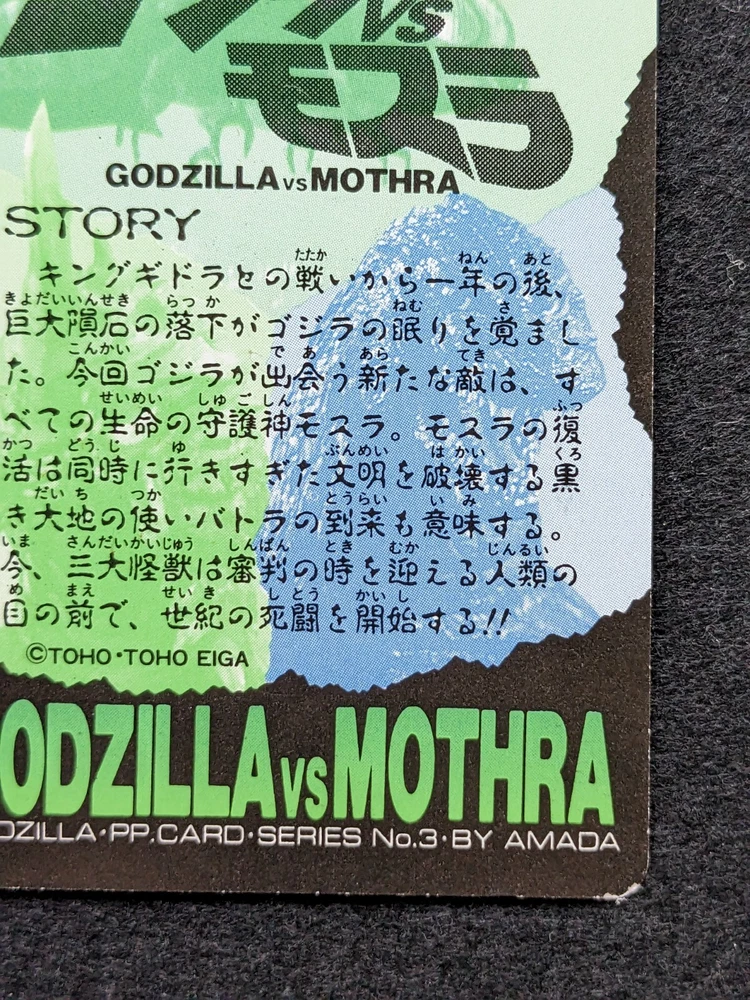 VS
モスラ
GODZILLA VS MOTHRA
STORY
キングギドラとの戦いから一年の後、
巨大隕石の落下がゴジラの眠りを覚まし
た。今回ゴジラが出会う新たな敵は、す
べての生命の守護神モスラ。モスラの復
活は同時に行きすぎた文明を破壊する黒
き大地の使いバトラの到来も意味する。
今、三大怪獣は審判の時を迎える人類の
目の前で、世紀の死闘を開始する!!
©TOHO・TOHO EIGA
ODZILLA VS MOTHRA
DZILLA・PP.CARD・SERIES No.3・BY AMADA